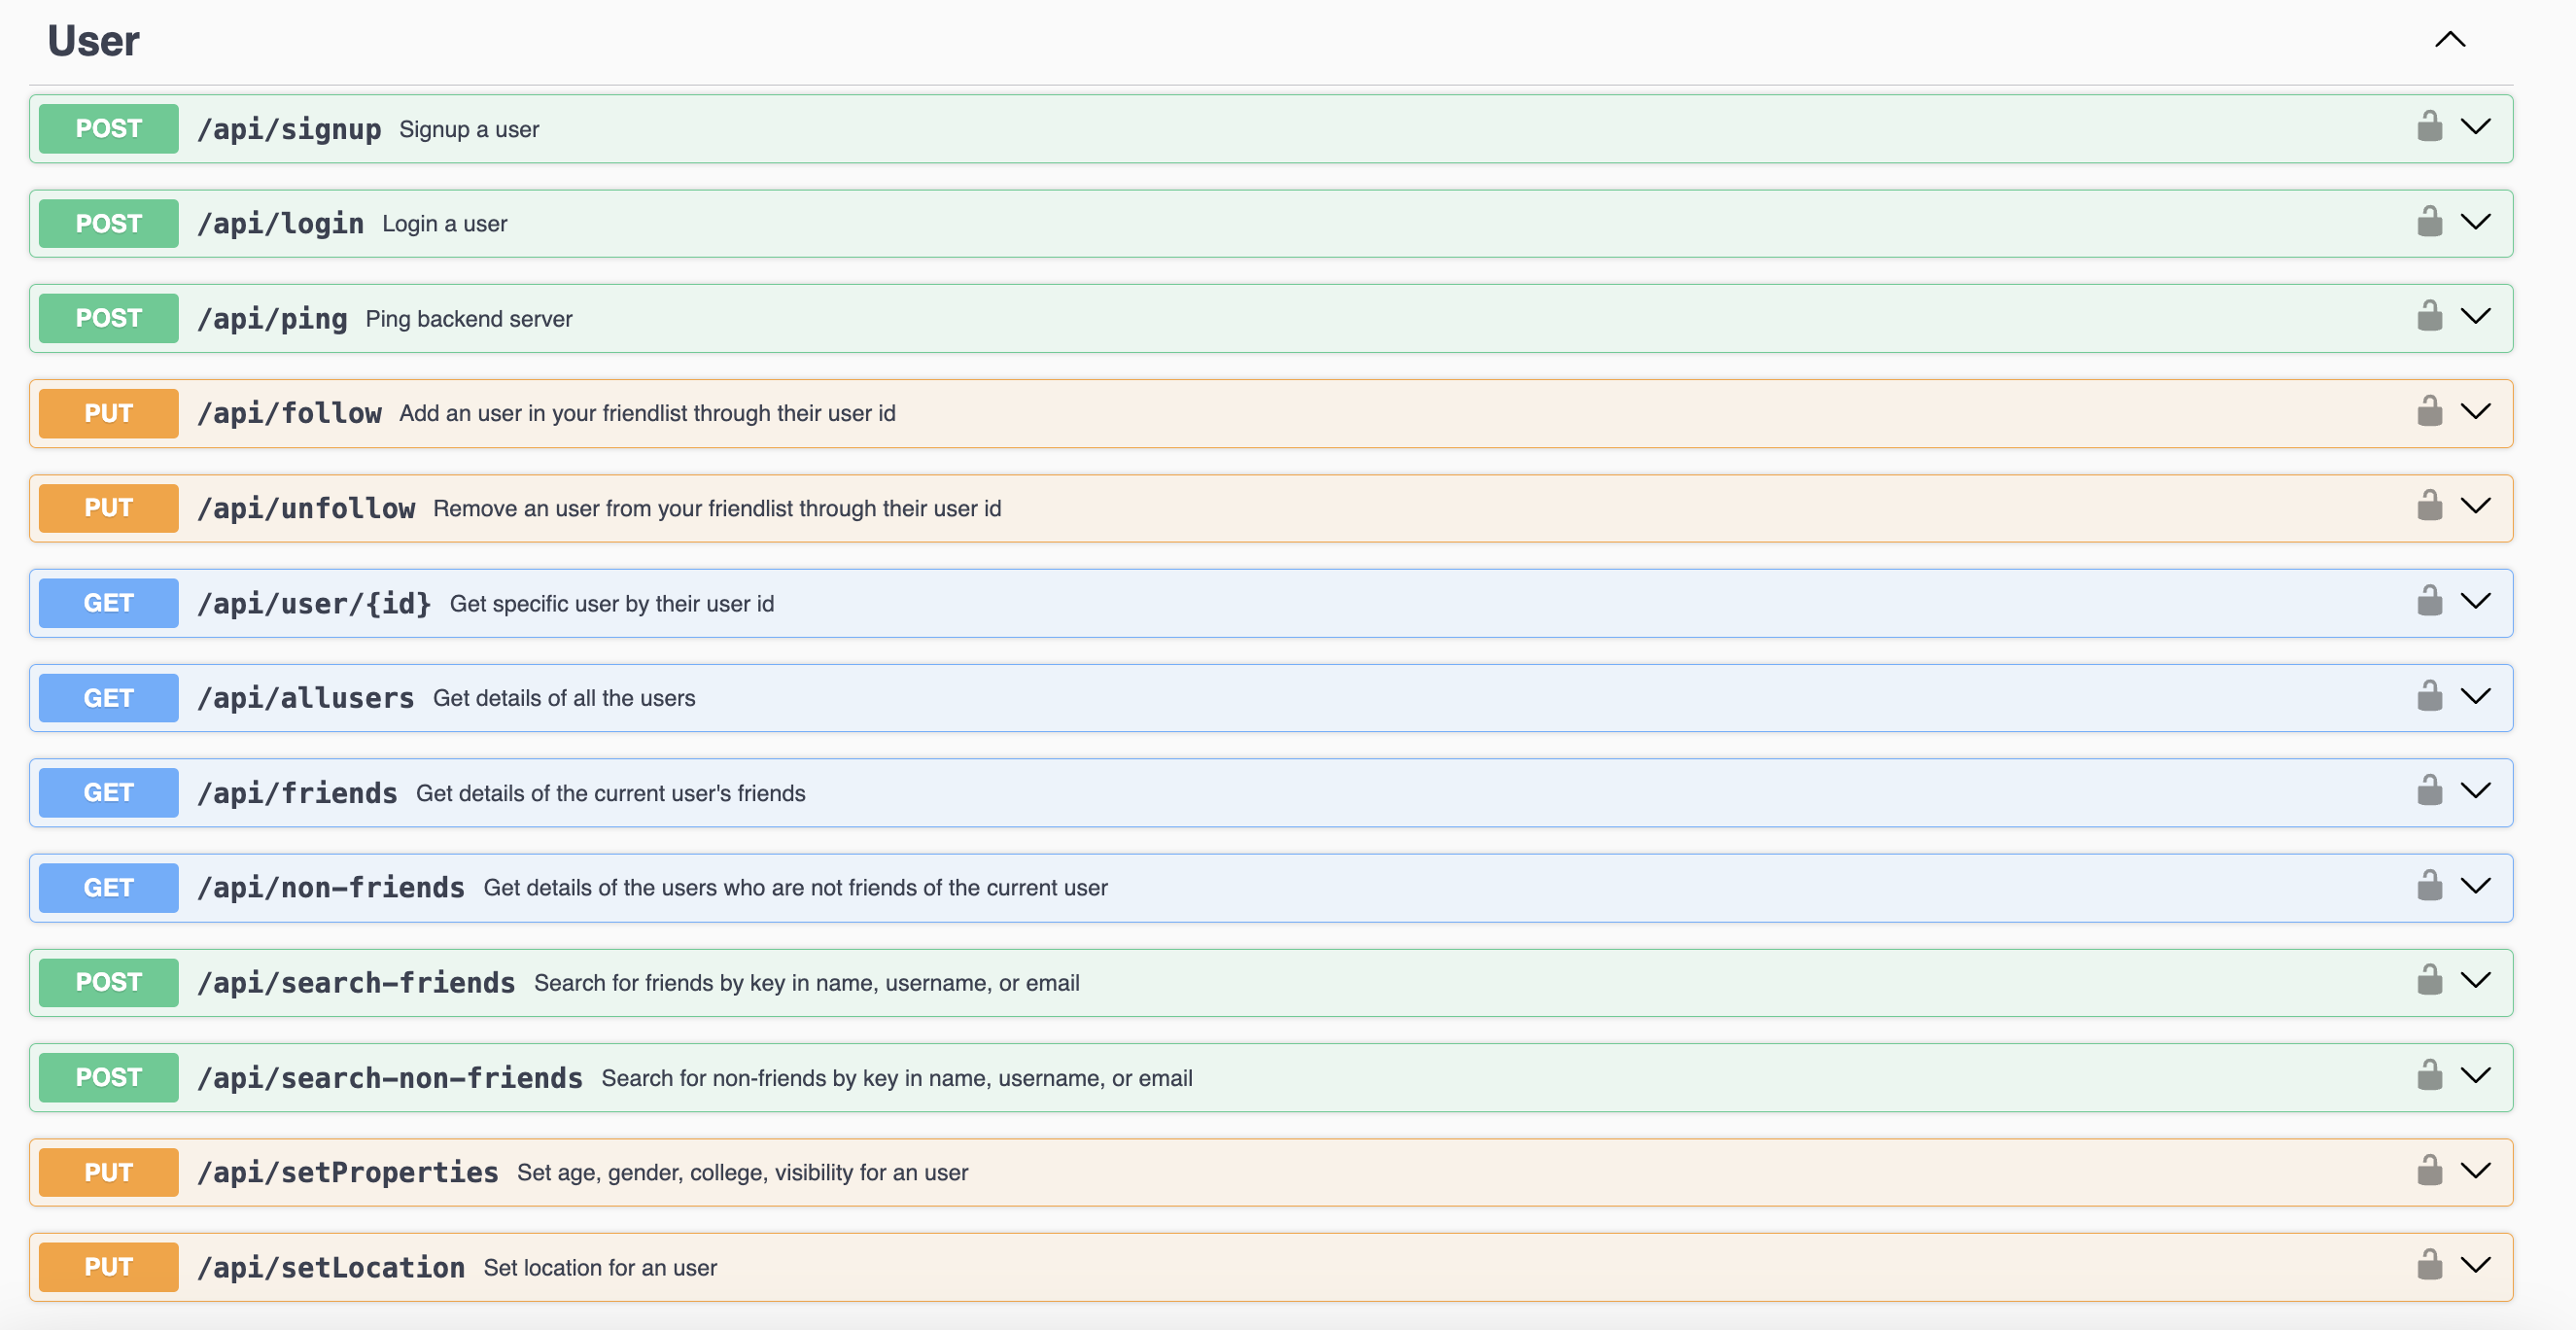 User
POST /api/signup Signup a user
POST /api/login Login a user
POST /api/ping Ping backend server
PUT /api/follow Add an user in your friendlist through their user id
PUT /api/unfollow Remove an user from your friendlist through their user id
GET /api/user/{id} Get specific user by their user id
GET /api/allusers Get details of all the users
GET /api/friends Get details of the current user's friends
GET /api/non-friends Get details of the users who are not friends of the current user
POST /api/search-friends Search for friends by key in name, username, or email
POST /api/search-non-friends Search for non-friends by key in name, username, or email
PUT /api/setProperties Set age, gender, college, visibility for an user
PUT /api/setLocation Set location for an user